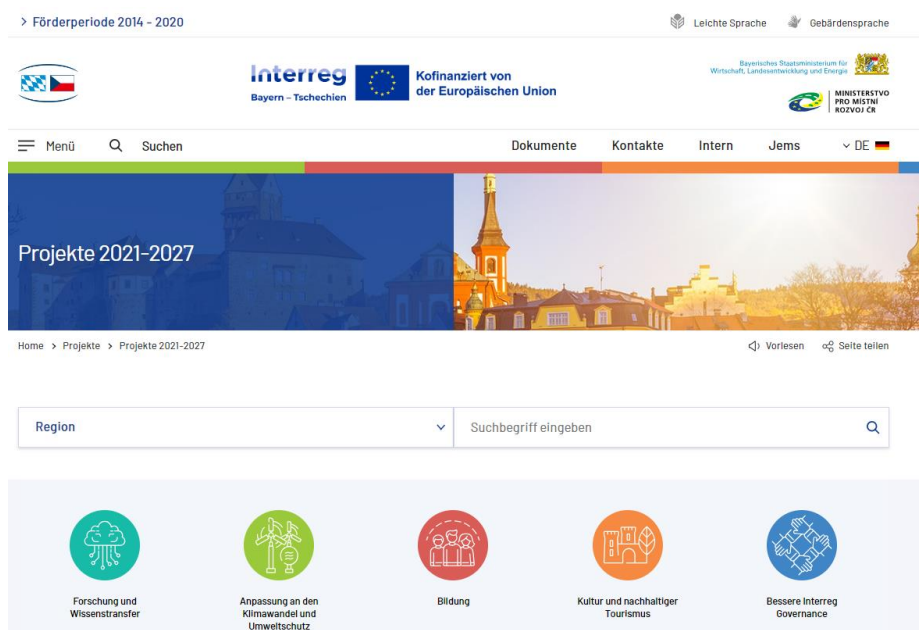 Förderperiode 2014 - 2020
Leichte Sprache
Gebärdensprache
Interreg
Bayern – Tschechien
Kofinanziert von
der Europäischen Union
Bayerisches Staatsministerium für
Wirtschaft, Landesentwicklung und Energie
MINISTERSTVO
PRO MÍSTNÍ
ROZVOJ ČR
Menü
Suchen
Dokumente
Kontakte
Intern
Jems
DE
Projekte 2021-2027
Home > Projekte > Projekte 2021-2027
Vorlesen
Seite teilen
Region
Suchbegriff eingeben
Forschung und
Wissenstransfer
Anpassung an den
Klimawandel und
Umweltschutz
Bildung
Kultur und nachhaltiger
Tourismus
Bessere Interreg
Governance